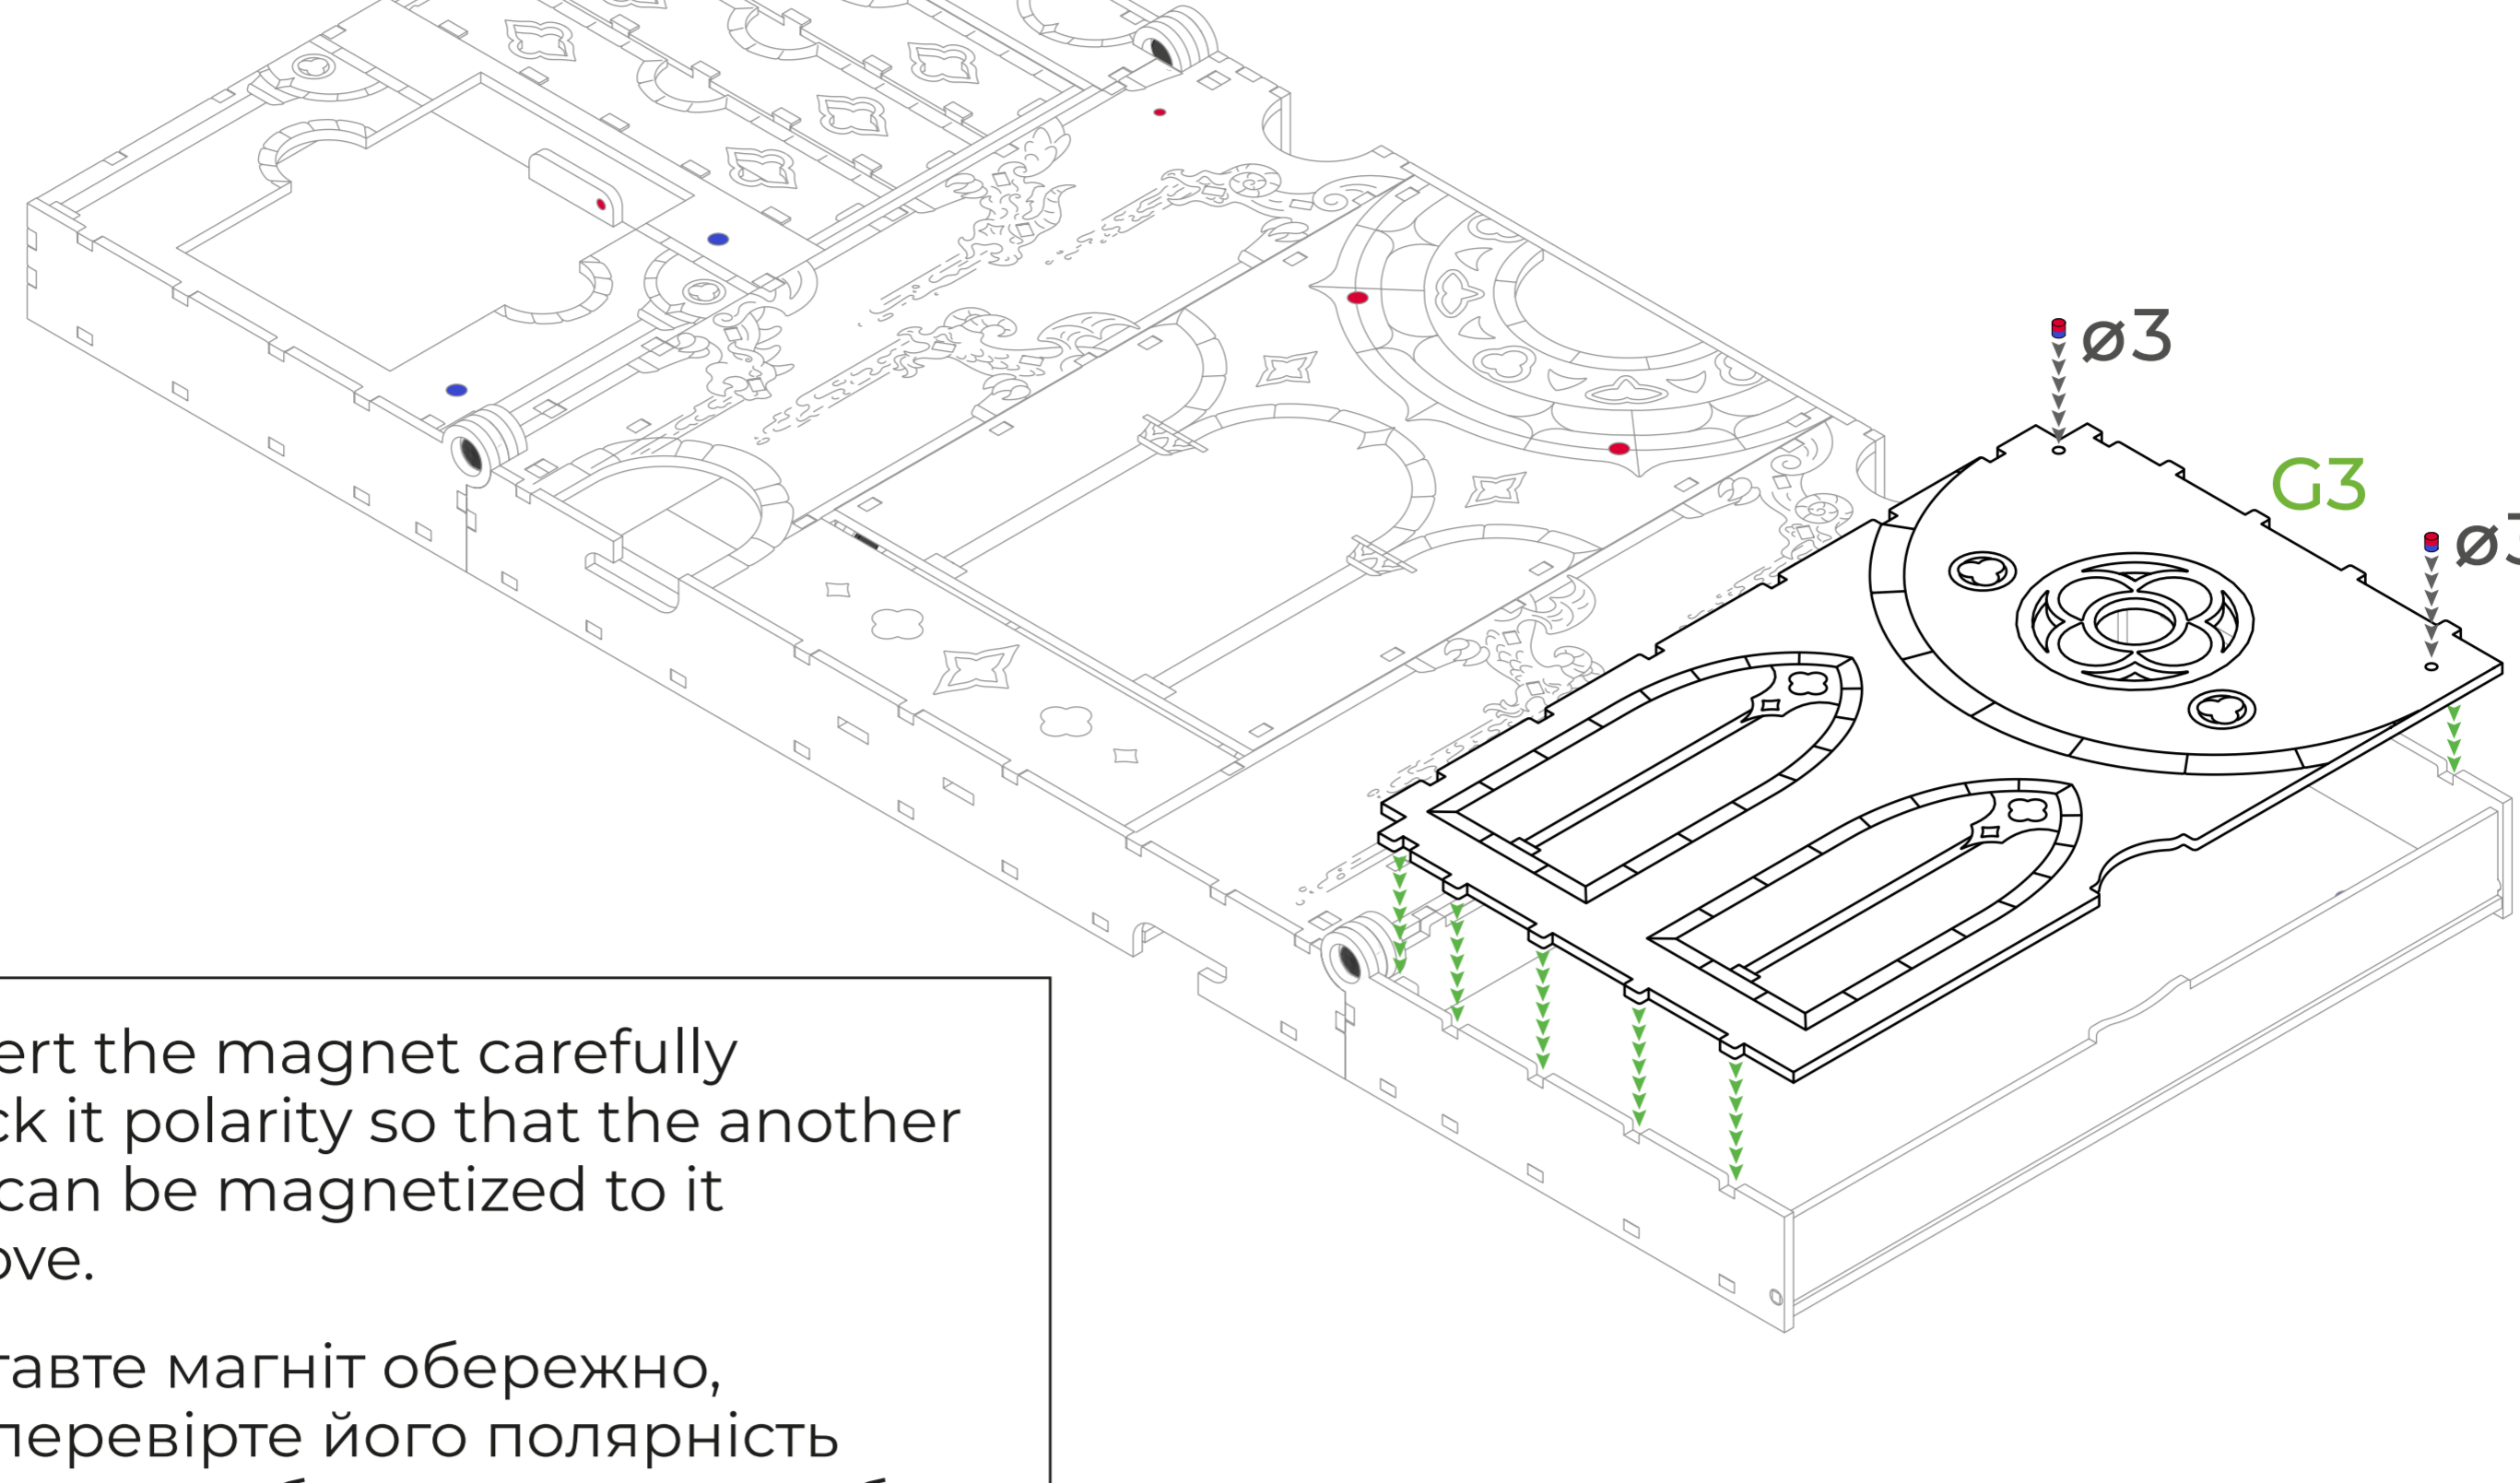 ø3
G3
ø3
ert the magnet carefully
ck it polarity so that the another
can be magnetized to it
ove.
тавте магніт обережно,
перевірте його полярність